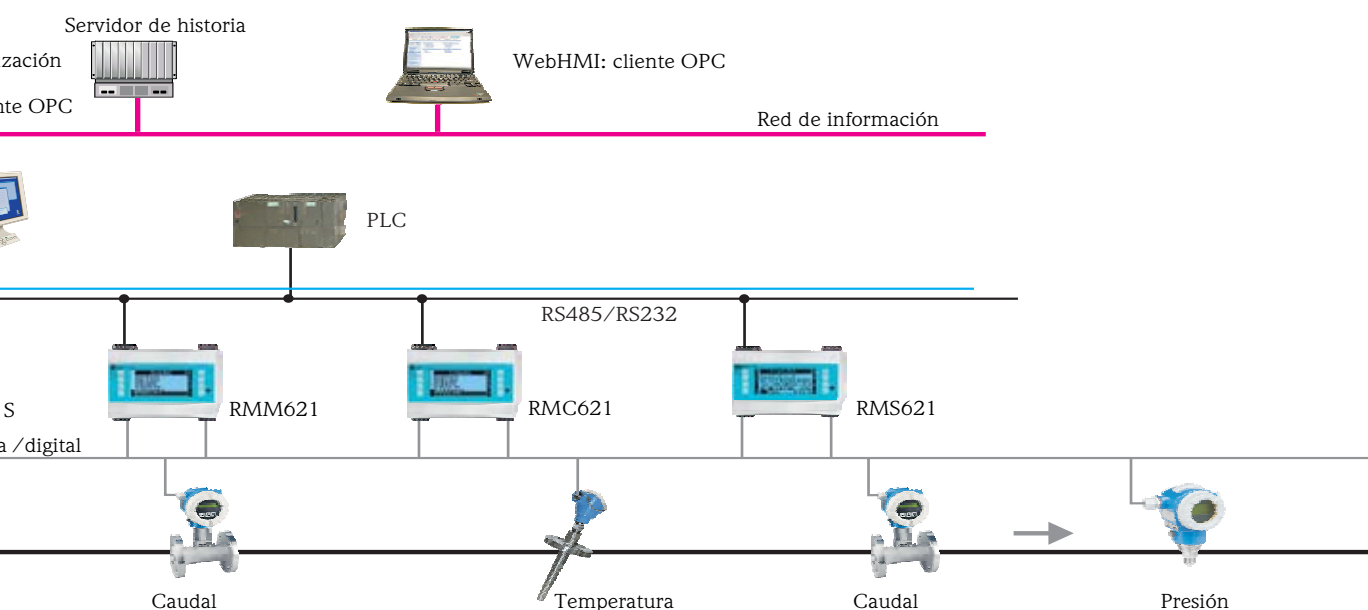 Servidor de historia
ización
WebHMI: cliente OPC
nte OPC
Red de información
PLC
RS485/RS232
S
RMM621
RMC621
RMS621
a /digital
Caudal
Temperatura
Caudal
Presión